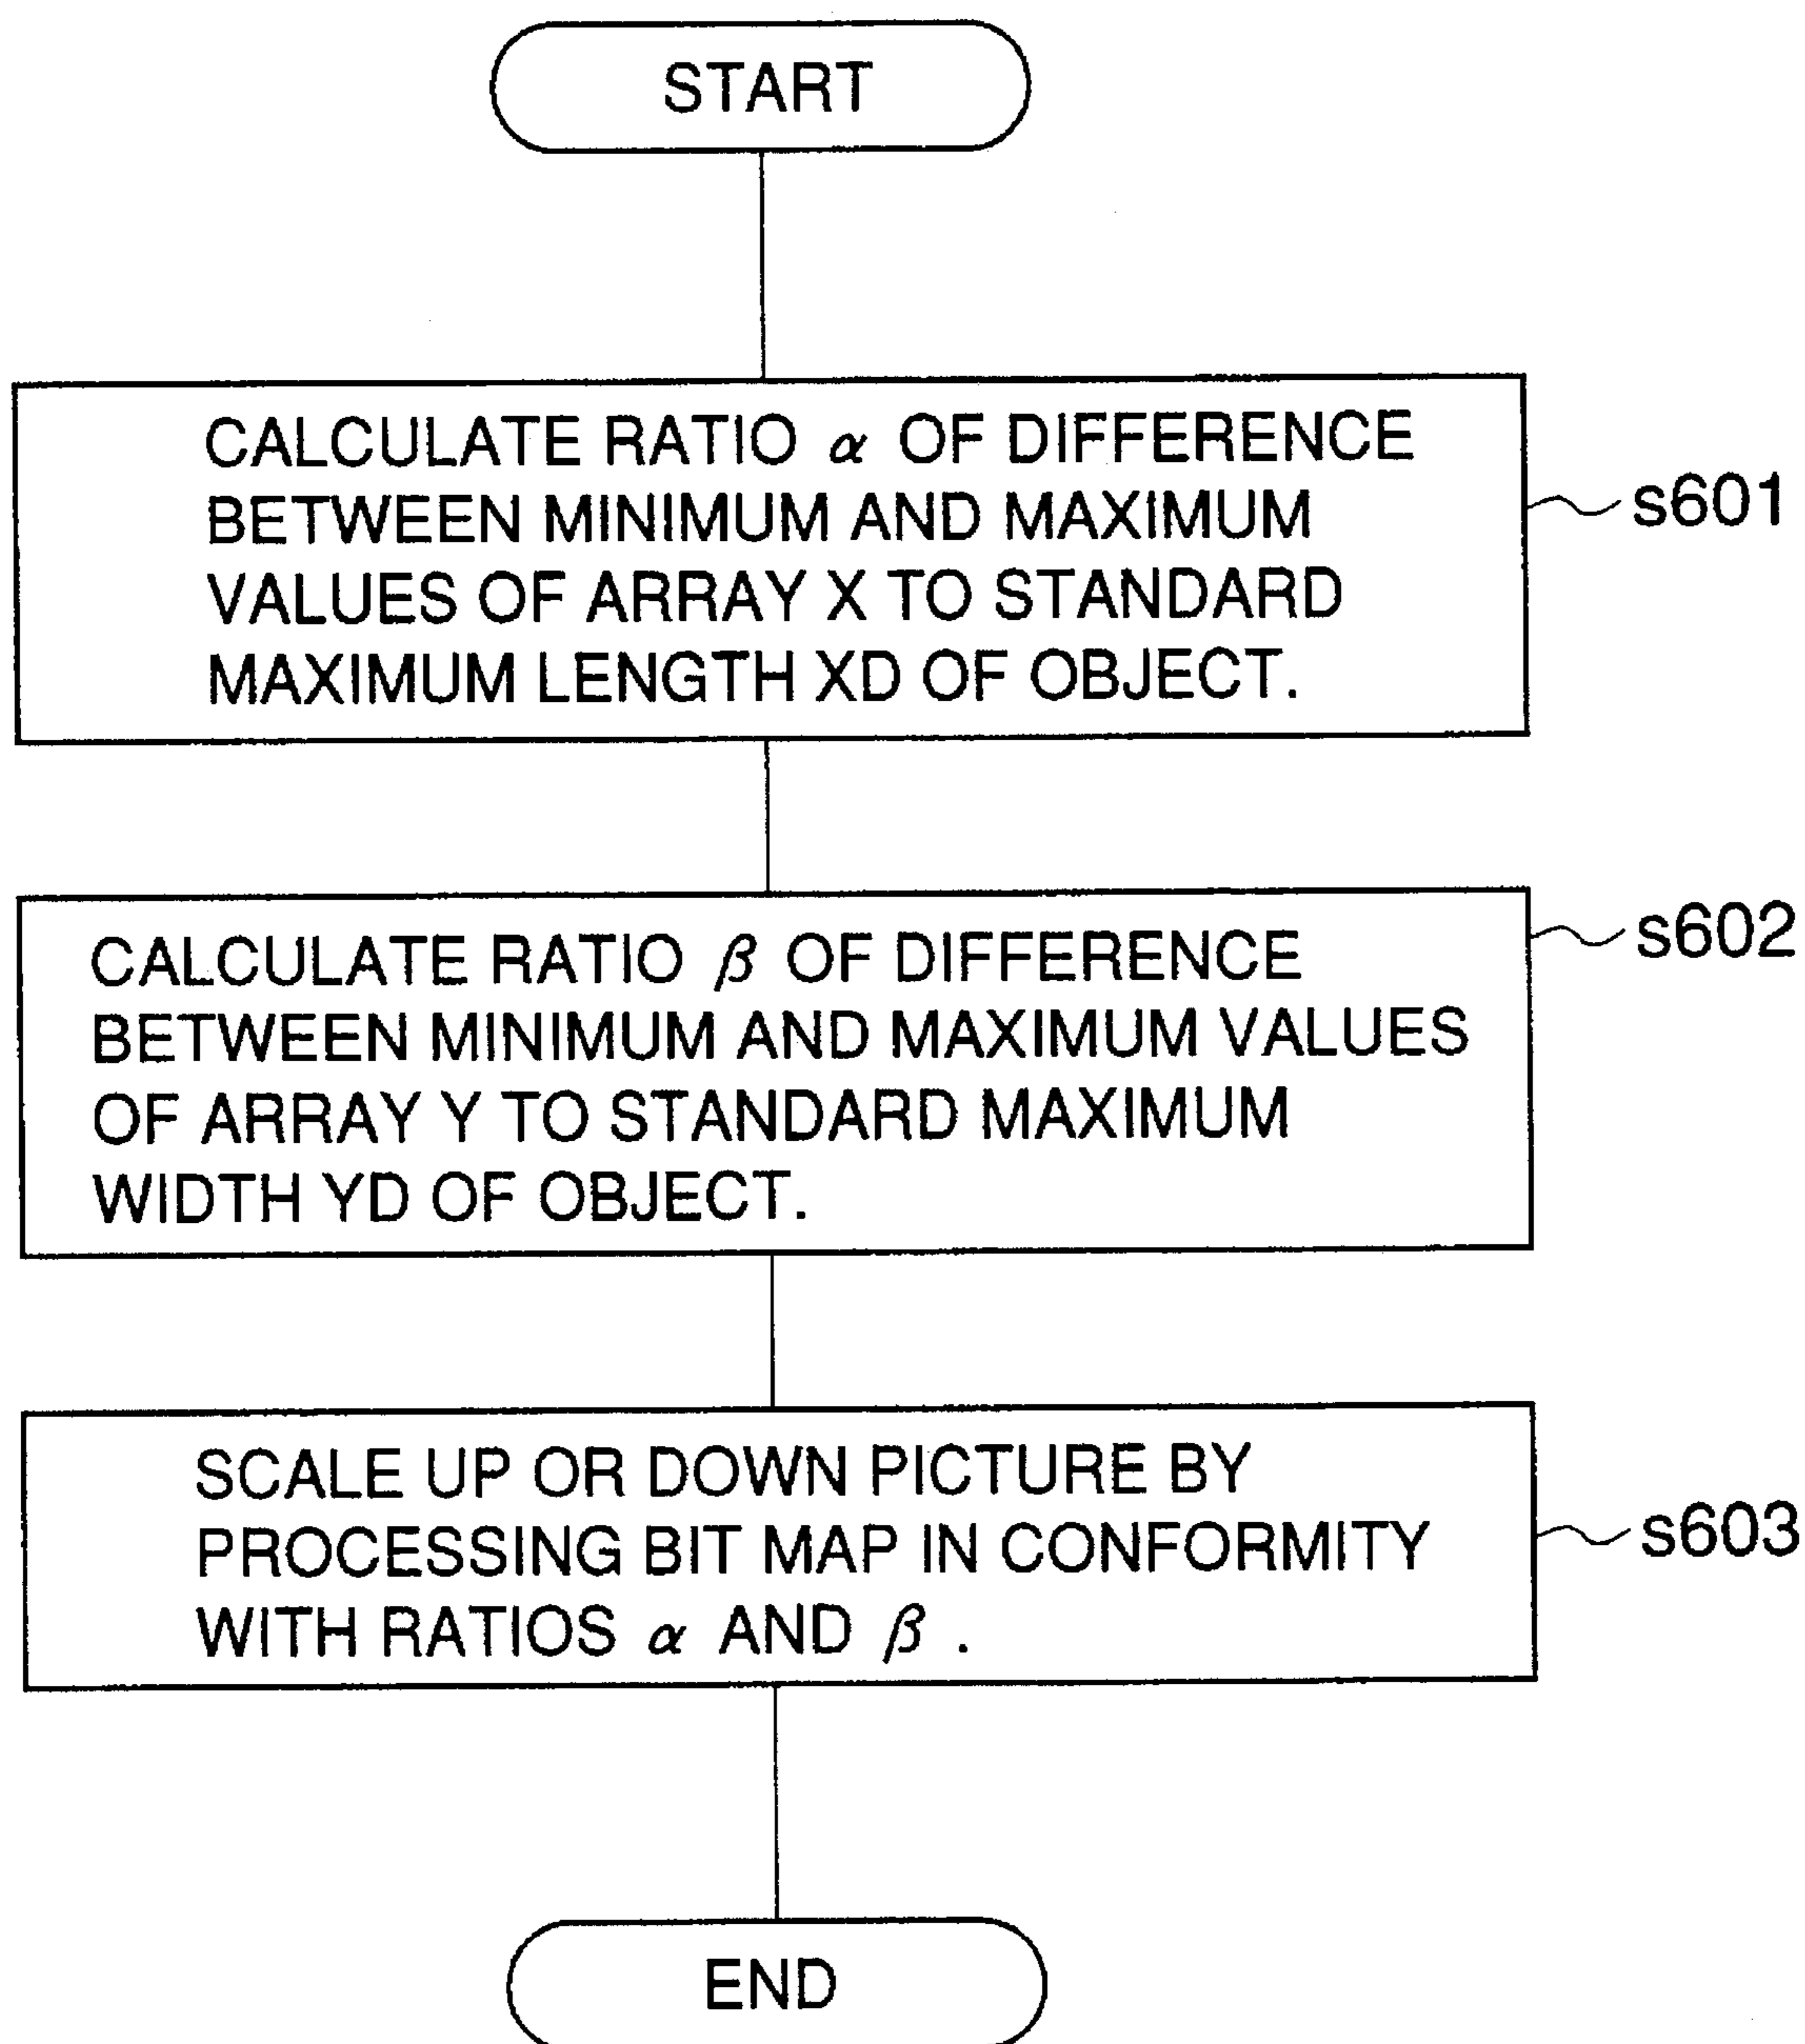 START
CALCULATE RATIO α OF DIFFERENCE
BETWEEN MINIMUM AND MAXIMUM
VALUES OF ARRAY X TO STANDARD
MAXIMUM LENGTH XD OF OBJECT.
s601
CALCULATE RATIO β OF DIFFERENCE
BETWEEN MINIMUM AND MAXIMUM VALUES
OF ARRAY Y TO STANDARD MAXIMUM
WIDTH YD OF OBJECT.
s602
SCALE UP OR DOWN PICTURE BY
PROCESSING BIT MAP IN CONFORMITY
WITH RATIOS α AND β .
s603
END